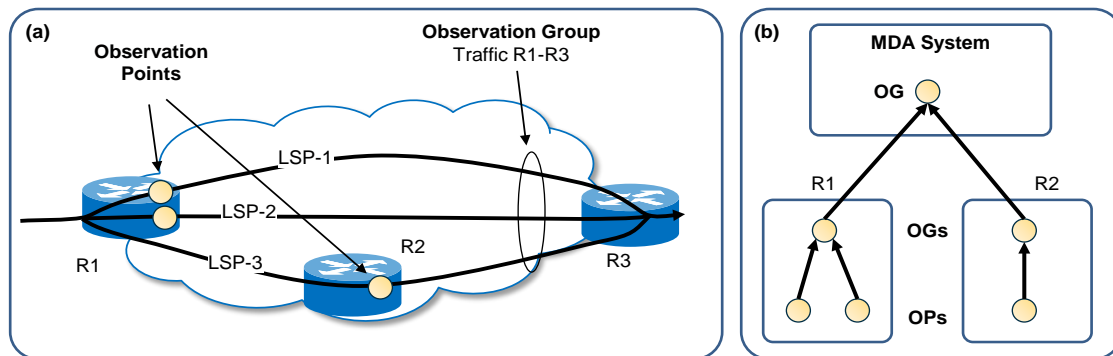 (a)
Observation
Points
Observation Group
Traffic R1-R3
LSP-1
LSP-2
LSP-3
R1
R2
R3
(b)
MDA System
OG
R1
R2
OGs
OPs